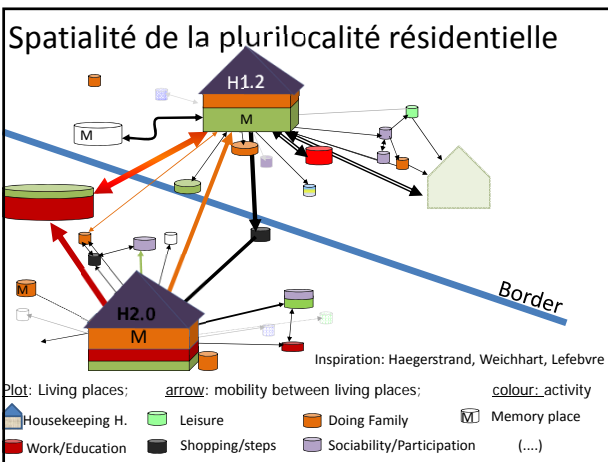 Spatialité de la plurilocalité résidentielle
H1.2
M
M
M
H2.0
M
Border
Inspiration: Haegerstrand, Weichhart, Lefebvre
Plot: Living places; arrow: mobility between living places; colour: activity
Housekeeping H. Leisure Doing Family M Memory place
Work/Education Shopping/steps Sociability/Participation (....)